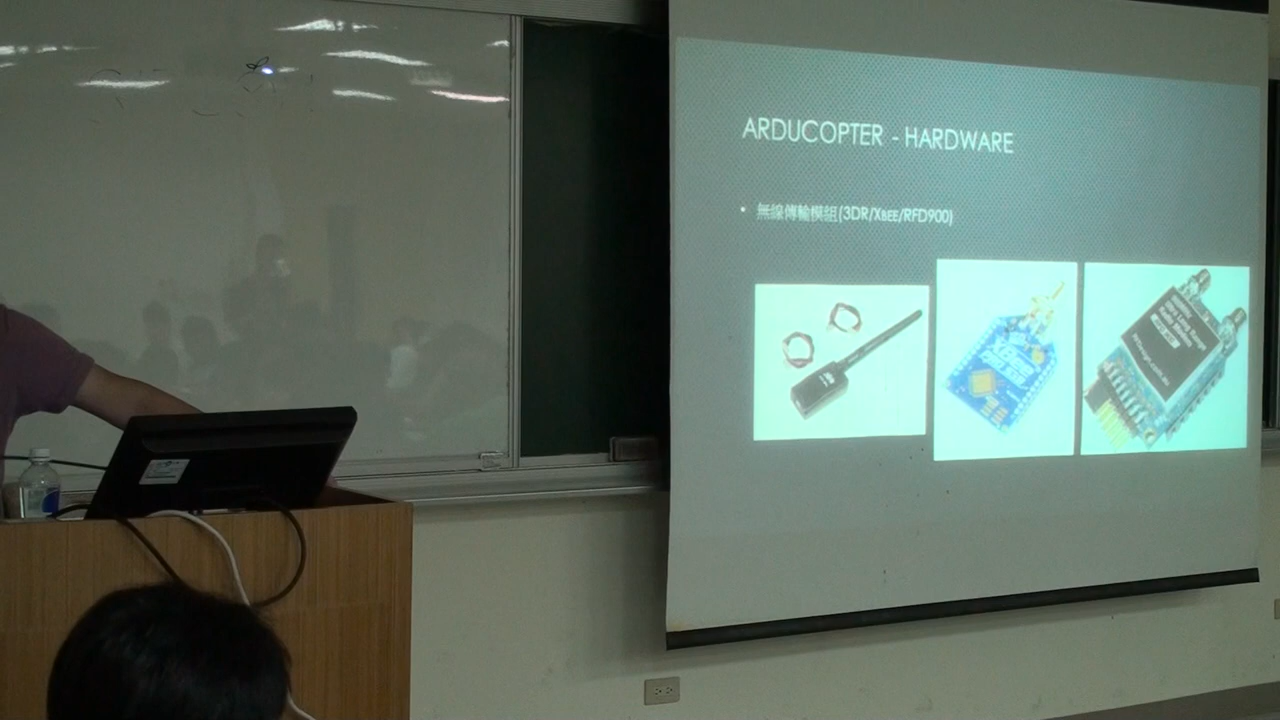 ARDUCOPTER - HARDWARE
• 無線傳輸模組(3DR/XBEE/RFD900)